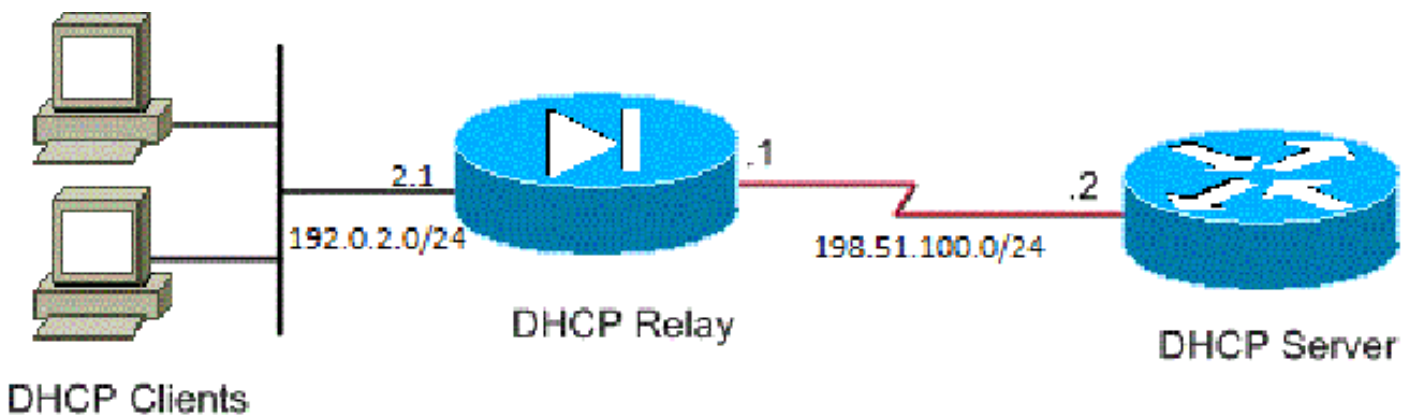 2.1
192.0.2.0/24
.1
.2
198.51.100.0/24
DHCP Relay
DHCP Server
DHCP Clients